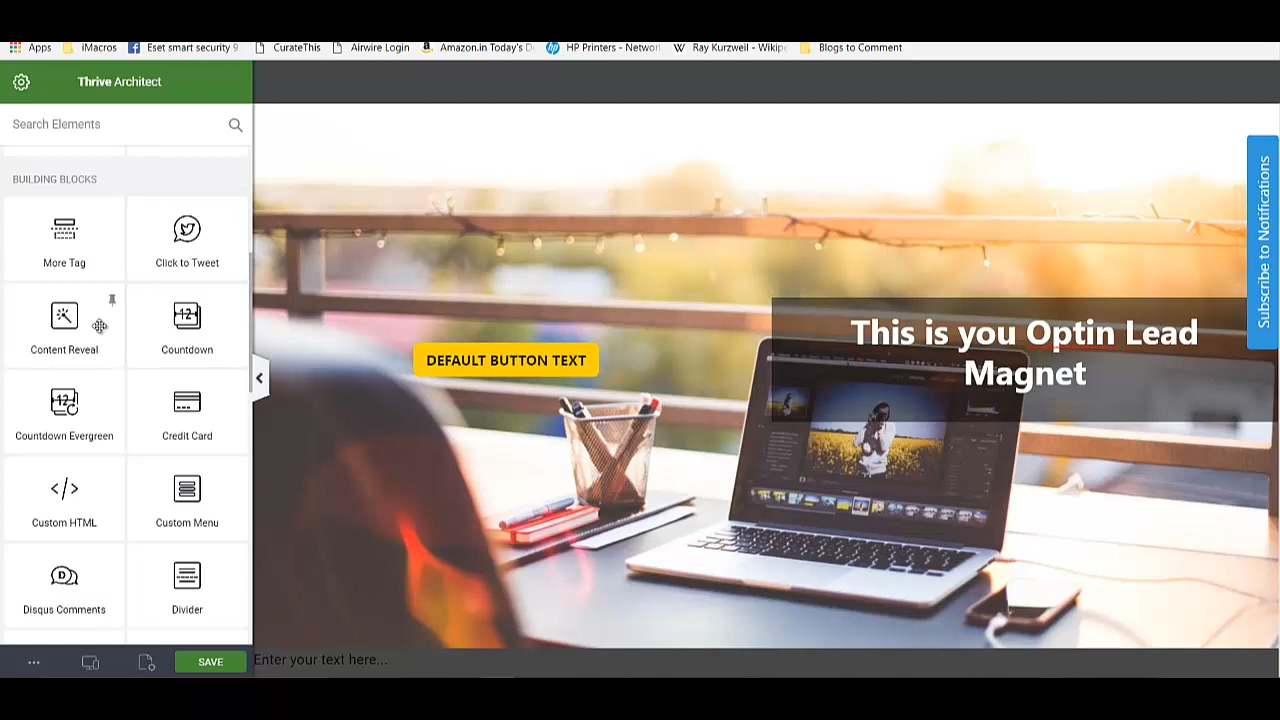 Apps
iMacros
Eset smart security 9
CurateThis
Airwire Login
Amazon.in Today's D
HP Printers - Networ
Ray Kurzweil - Wikipe
Blogs to Comment
Thrive Architect
Search Elements
BUILDING BLOCKS
More Tag
Click to Tweet
Content Reveal
Countdown
Countdown Evergreen
Credit Card
Custom HTML
Custom Menu
Disqus Comments
Divider
SAVE
DEFAULT BUTTON TEXT
This is you Optin Lead
Magnet
Subscribe to Notifications
Enter your text here...